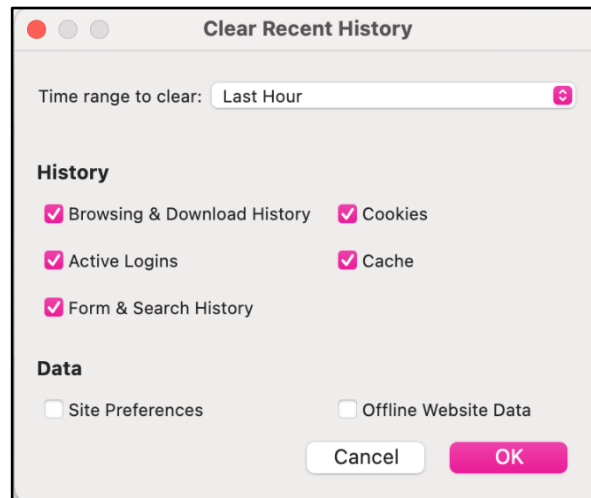 Clear Recent History
Time range to clear: Last Hour
History
Browsing & Download History Cookies
Active Logins Cache
Form & Search History
Data
Site Preferences Offline Website Data
Cancel OK